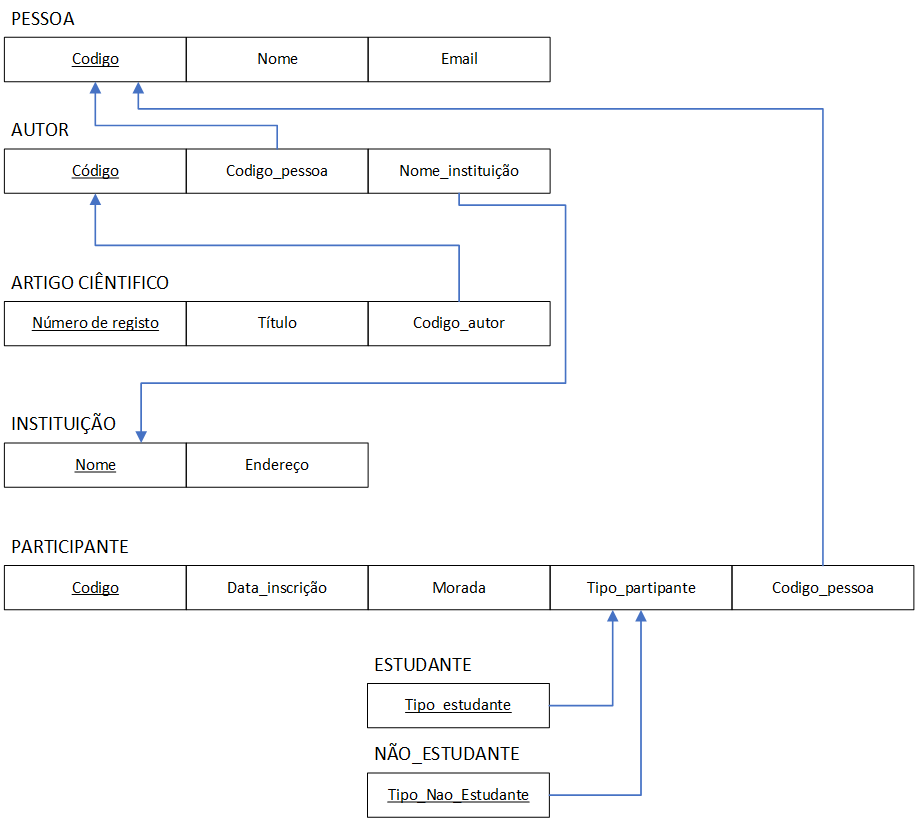 PESSOA
Codigo Nome Email
AUTOR
Código Codigo_pessoa Nome_instituição
ARTIGO CIÊNTIFICO
Número de registo Título Codigo_autor
INSTITUIÇÃO
Nome Endereço
PARTICIPANTE
Codigo Data_inscrição Morada Tipo_partipante Codigo_pessoa
ESTUDANTE
Tipo_estudante
NÃO_ESTUDANTE
Tipo_Nao_Estudante